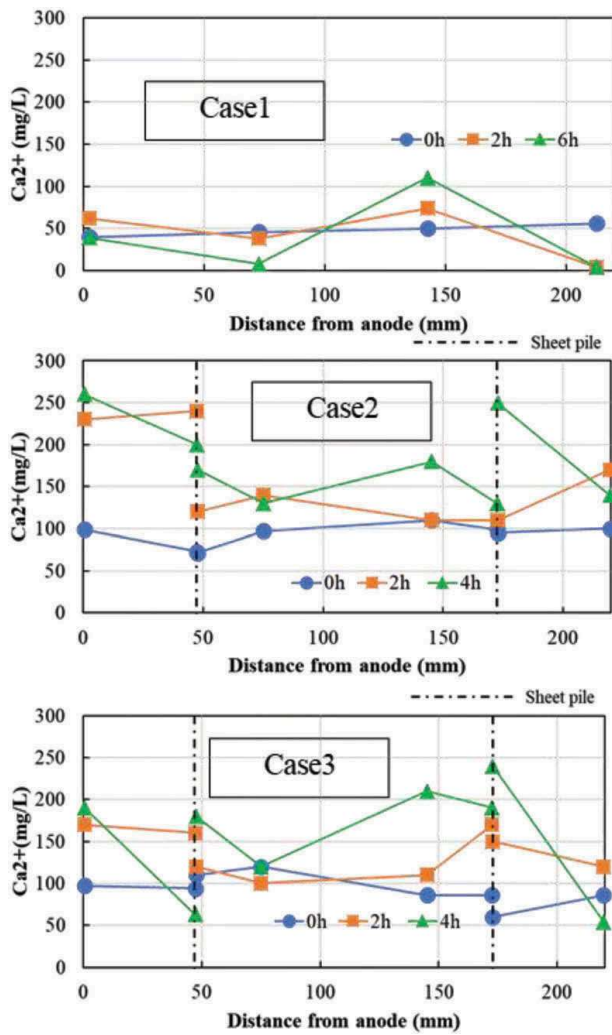 300
250
200
150
100
50
0
Ca2+ (mg/L)
Case1
0h 2h 6h
0 50 100 150 200
Distance from anode (mm)
Sheet pile
300
250
200
150
100
50
0
Ca2+(mg/L)
Case2
0h 2h 4h
0 50 100 150 200
Distance from anode (mm)
Sheet pile
300
250
200
150
100
50
0
Ca2+(mg/L)
Case3
0h 2h 4h
0 50 100 150 200
Distance from anode (mm)